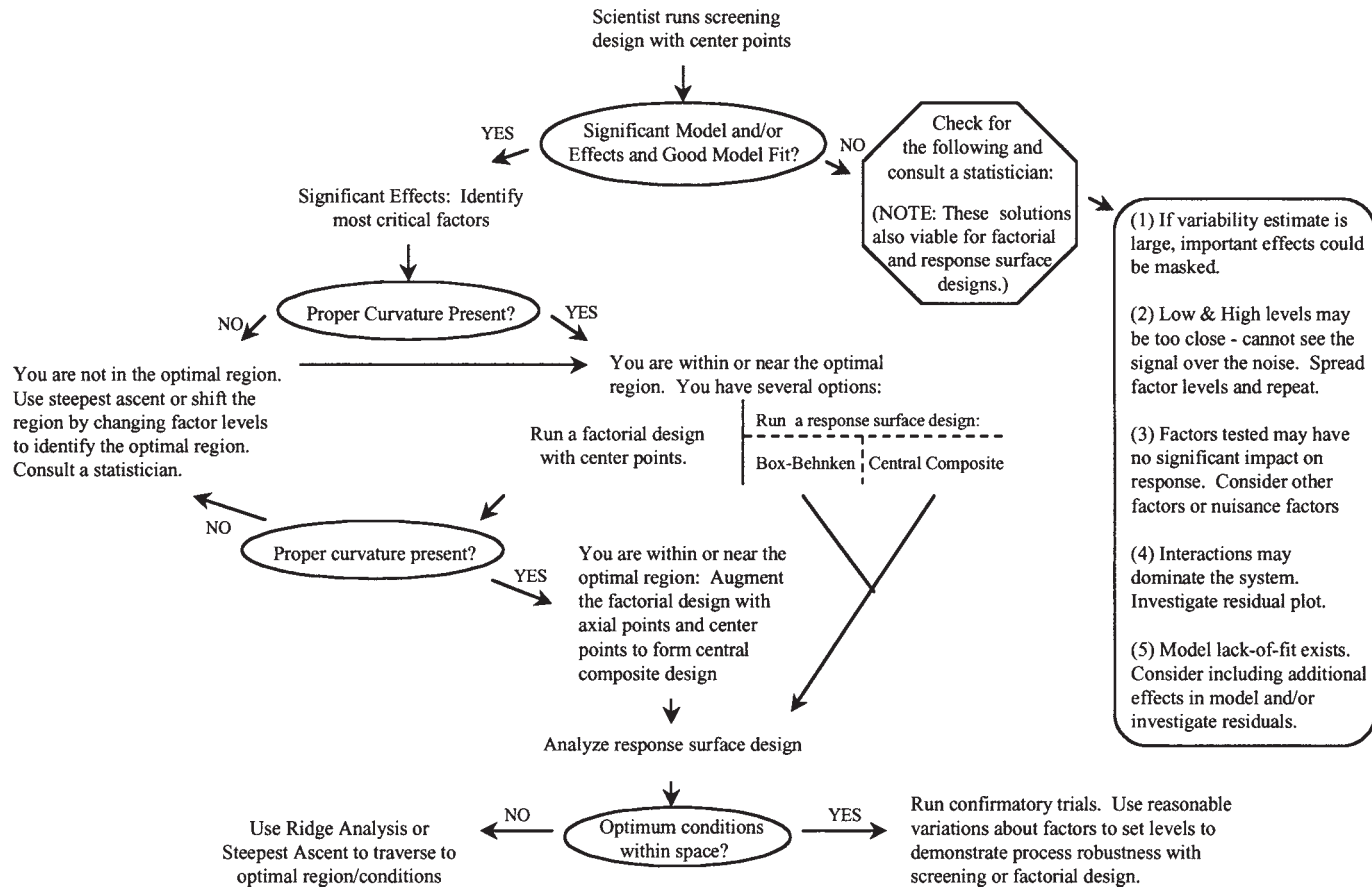 Scientist runs screening
design with center points
Significant Model and/or
Effects and Good Model Fit?
YES
NO
Check for
the following and
consult a statistician:
(NOTE: These solutions
also viable for factorial
and response surface
designs.)
(1) If variability estimate is
large, important effects could
be masked.
(2) Low & High levels may
be too close - cannot see the
signal over the noise. Spread
factor levels and repeat.
(3) Factors tested may have
no significant impact on
response. Consider other
factors or nuisance factors
(4) Interactions may
dominate the system.
Investigate residual plot.
(5) Model lack-of-fit exists.
Consider including additional
effects in model and/or
investigate residuals.
Significant Effects: Identify
most critical factors
Proper Curvature Present?
NO
YES
You are not in the optimal region.
Use steepest ascent or shift the
region by changing factor levels
to identify the optimal region.
Consult a statistician.
You are within or near the optimal
region. You have several options:
Run a factorial design
with center points.
Run a response surface design:
Box-Behnken
Central Composite
NO
Proper curvature present?
YES
You are within or near the
optimal region: Augment
the factorial design with
axial points and center
points to form central
composite design
Analyze response surface design
Optimum conditions
within space?
NO
YES
Use Ridge Analysis or
Steepest Ascent to traverse to
optimal region/conditions
Run confirmatory trials. Use reasonable
variations about factors to set levels to
demonstrate process robustness with
screening or factorial design.